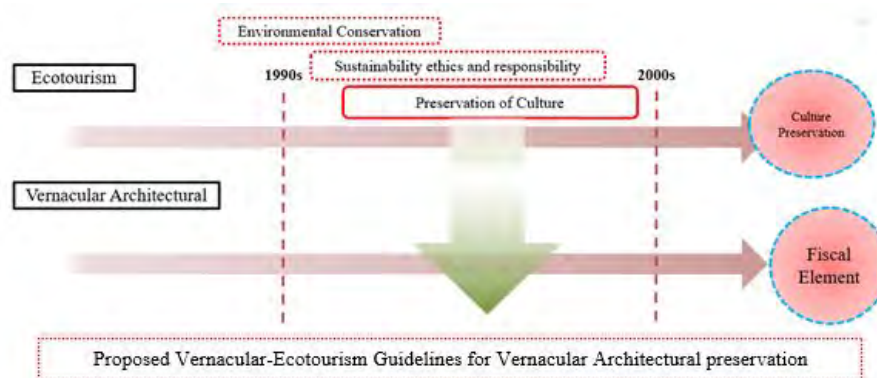 Environmental Conservation
Ecotourism
1990s
Sustainability ethics and responsibility
2000s
Preservation of Culture
Culture
Preservation
Vernacular Architectural
Fiscal
Element
Proposed Vernacular-Ecotourism Guidelines for Vernacular Architectural preservation